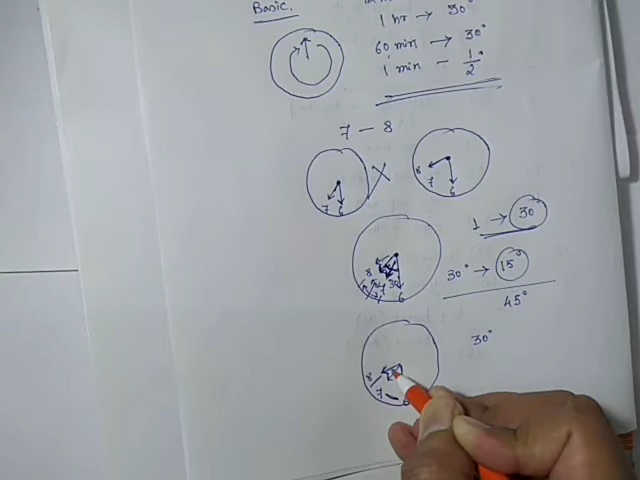 Basic.
1 hr → 30°
60 min → 30°
1 min - 1/2°
7 - 8
7 6
8
7
6
1 → 30°
8
30
6
30° → 15°
45°
30°
8
7